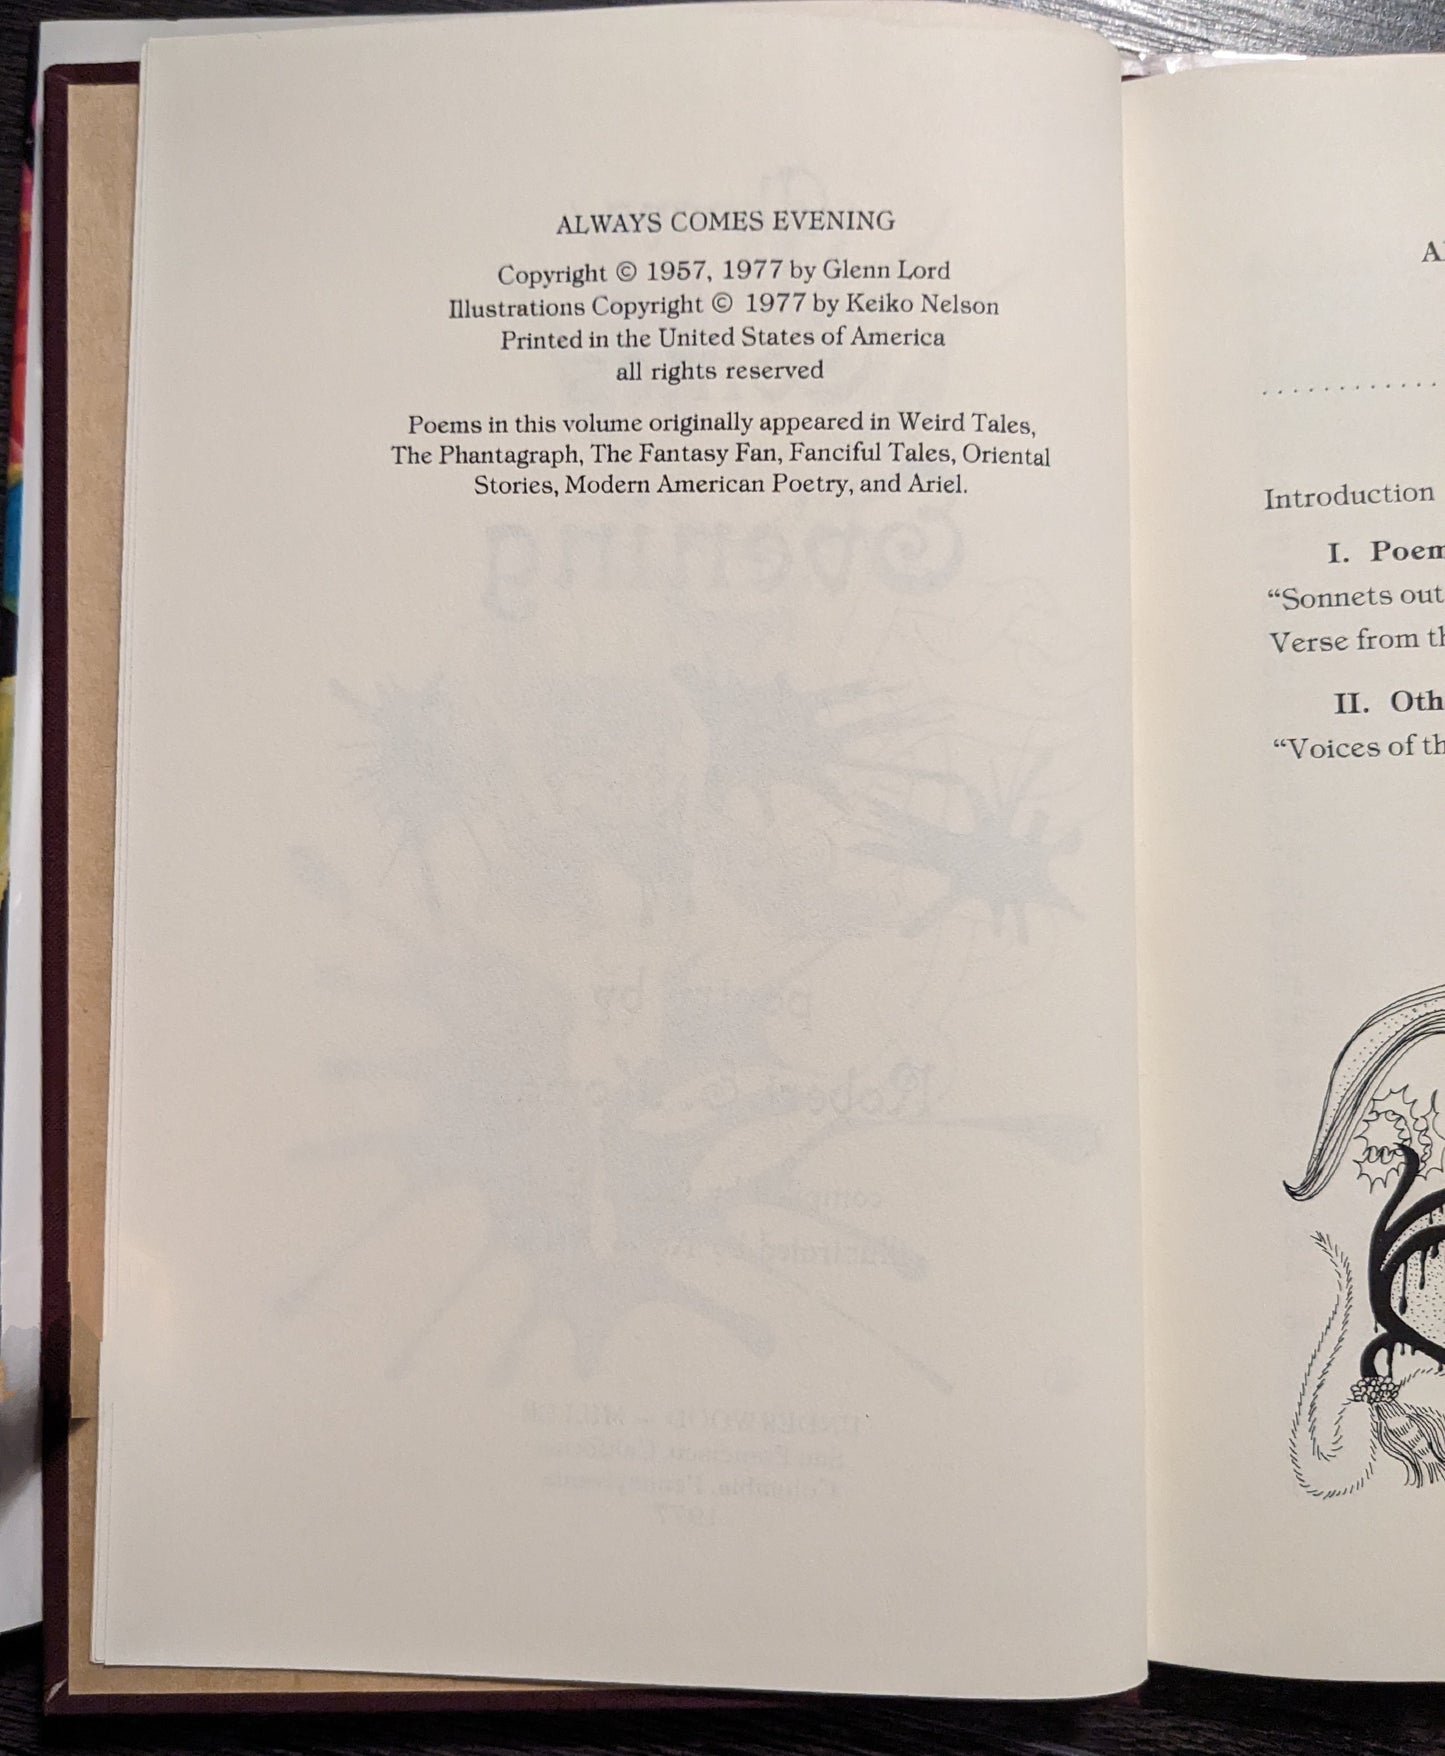 ALWAYS COMES EVENING
Copyright © 1957, 1977 by Glenn Lord
Illustrations Copyright © 1977 by Keiko Nelson
Printed in the United States of America
all rights reserved
Poems in this volume originally appeared in Weird Tales,
The Phantagraph, The Fantasy Fan, Fanciful Tales, Oriental
Stories, Modern American Poetry, and Ariel.
Introduction
I. Poem
“Sonnets out
Verse from th
II. Oth
“Voices of th